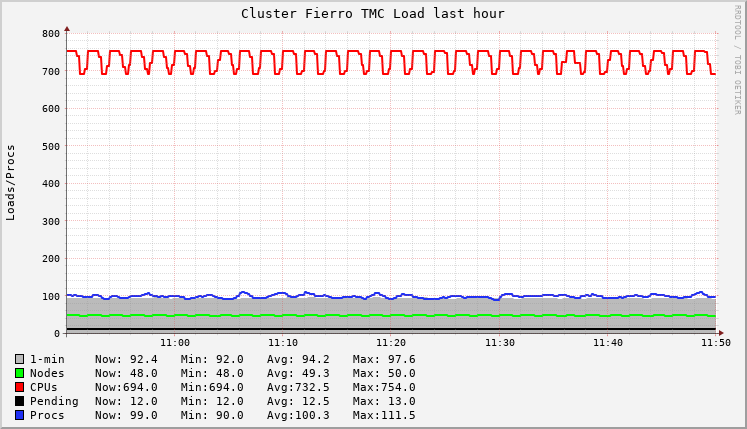 Cluster Fierro TMC Load last hour
RRDTOOL / TOBI OETIKER
Loads/Procs
800
700
600
500
400
300
200
100
0
11:00 11:10 11:20 11:30 11:40 11:50
1-min Now: 92.4 Min: 92.0 Avg: 94.2 Max: 97.6
Nodes Now: 48.0 Min: 48.0 Avg: 49.3 Max: 50.0
CPUs Now:694.0 Min:694.0 Avg:732.5 Max:754.0
Pending Now: 12.0 Min: 12.0 Avg: 12.5 Max: 13.0
Procs Now: 99.0 Min: 90.0 Avg:100.3 Max:111.5